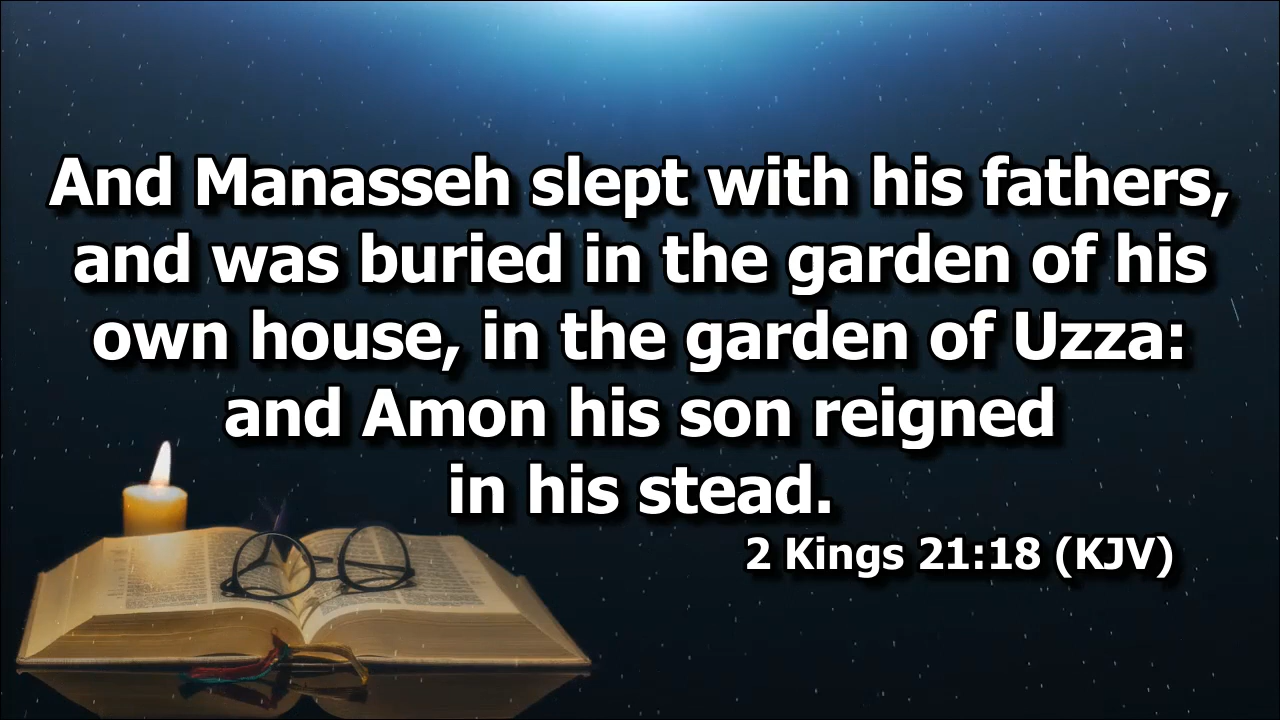 And Manasseh slept with his fathers,
and was buried in the garden of his
own house, in the garden of Uzza:
and Amon his son reigned
in his stead.
2 Kings 21:18 (KJV)